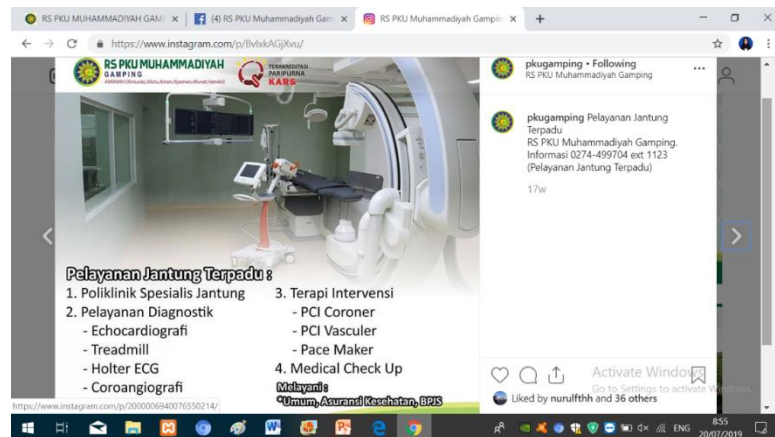 RS PKU MUHAMMADIYAH GAM
(4) RS PKU Muhammadiyah Gam
RS PKU Muhammadiyah Gampin
https://www.instagram.com/p/BvlxkAGjXvu/
RS PKU MUHAMMADIYAH
GAMPING
TERAKREDITASI
PARIPURNA
KARS
Pelayanan Jantung Terpadu :
1. Poliklinik Spesialis Jantung
2. Pelayanan Diagnostik
- Echocardiografi
- Treadmill
- Holter ECG
- Coroangiografi
3. Terapi Intervensi
- PCI Coroner
- PCI Vasculer
- Pace Maker
4. Medical Check Up
Melayani :
*Umum, Asuransi Kesehatan, BPJS
pkugamping • Following
RS PKU Muhammadiyah Gamping
pkugamping Pelayanan Jantung
Terpadu
RS PKU Muhammadiyah Gamping.
Informasi 0274-499704 ext 1123
(Pelayanan Jantung Terpadu)
17w
Liked by nurulfthh and 36 others
Activate Windows
Go to Settings to activate Windows.
https://www.instagram.com/p/2000006940076550214/
ENG
8:55
20/07/2019